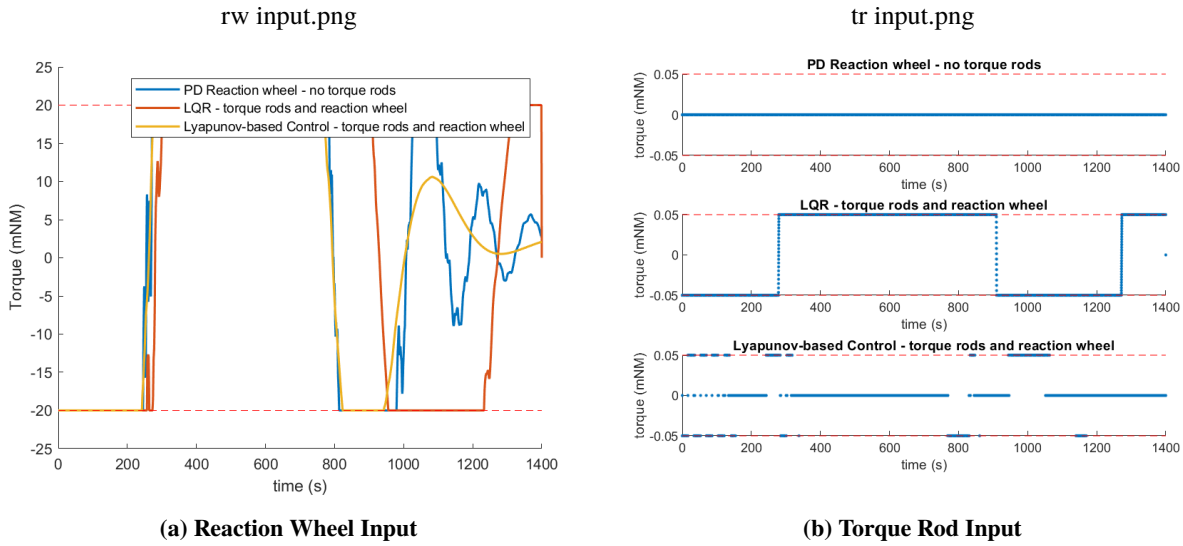 rw input.png
25
20
15
10
5
0
-5
-10
-15
-20
-25
Torque (mNM)
PD Reaction wheel - no torque rods
LQR - torque rods and reaction wheel
Lyapunov-based Control - torque rods and reaction wheel
0 200 400 600 800 1000 1200 1400
time (s)
(a) Reaction Wheel Input
tr input.png
PD Reaction wheel - no torque rods
0.05
0
-0.05
torque (mNM)
0 200 400 600 800 1000 1200 1400
time (s)
LQR - torque rods and reaction wheel
0.05
0
-0.05
torque (mNM)
0 200 400 600 800 1000 1200 1400
time (s)
Lyapunov-based Control - torque rods and reaction wheel
0.05
0
-0.05
torque (mNM)
0 200 400 600 800 1000 1200 1400
time (s)
(b) Torque Rod Input